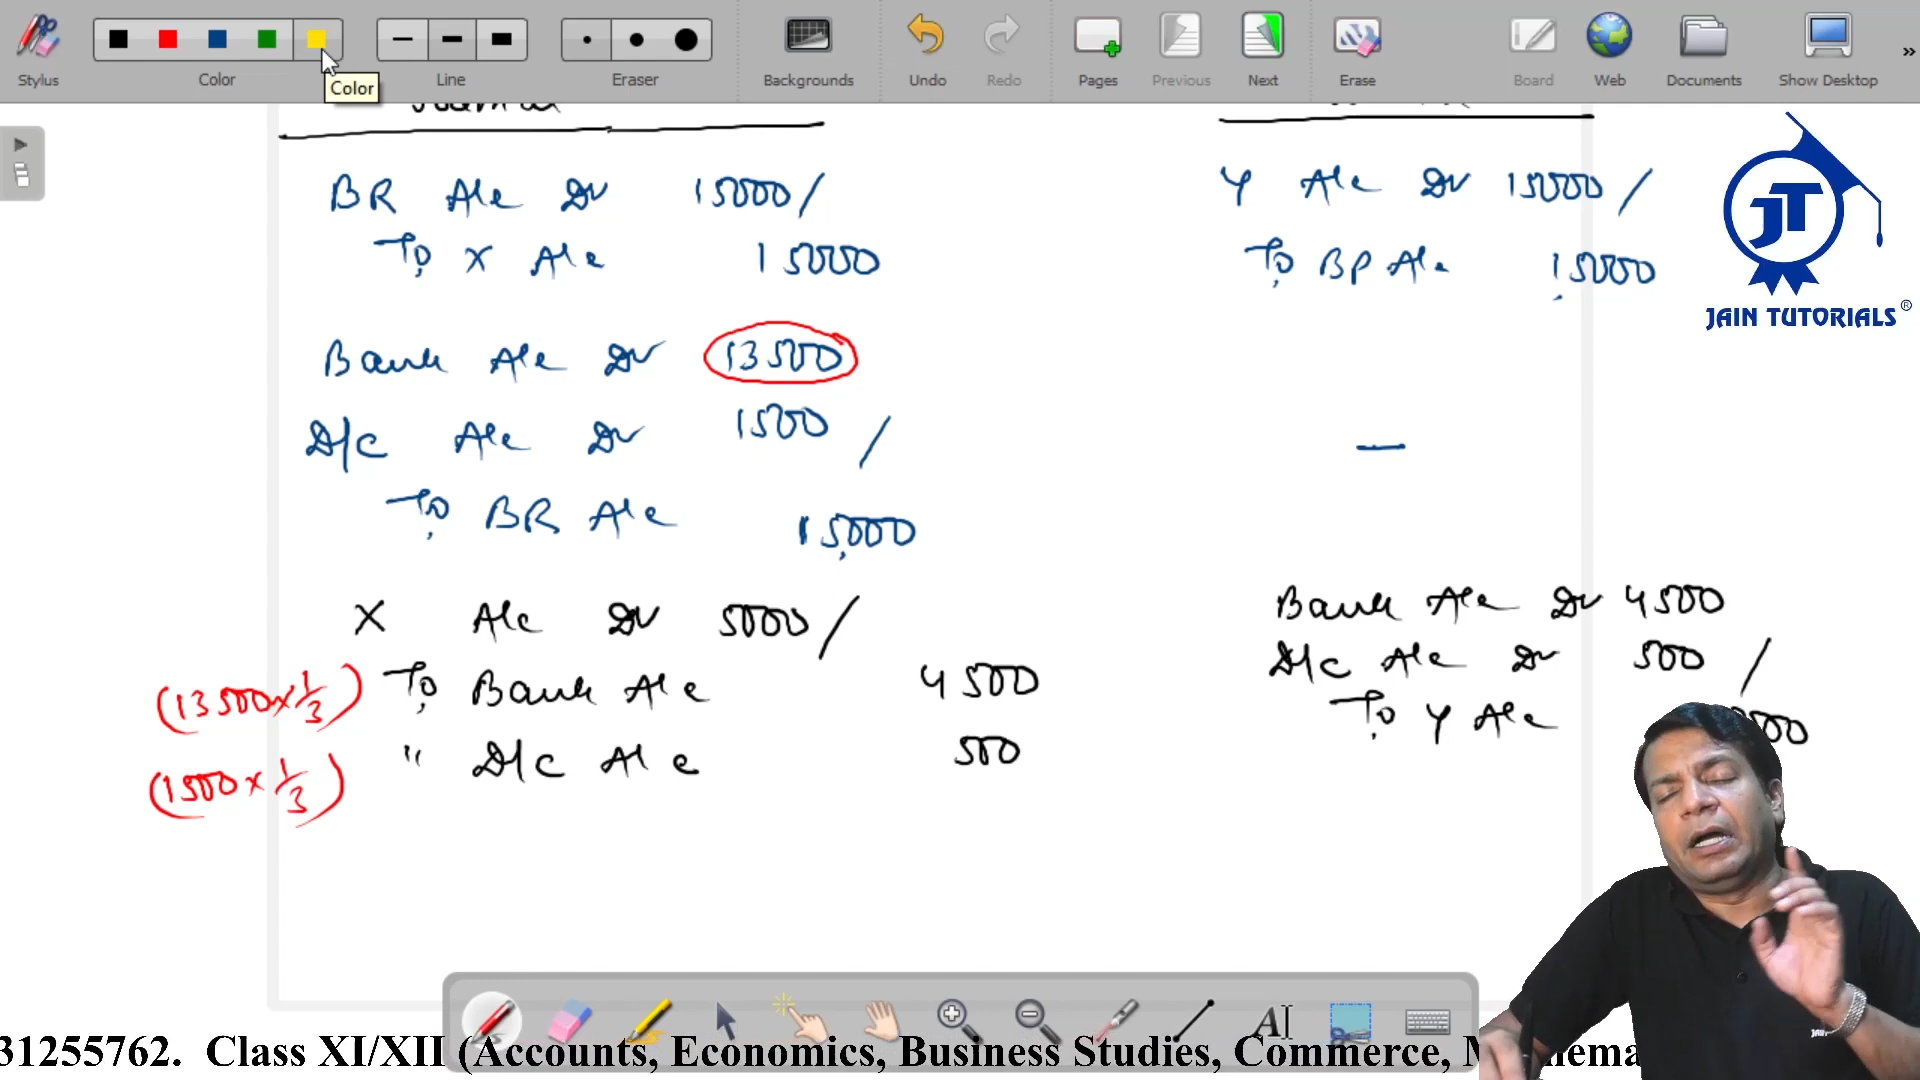 Stylus
Color
Line
Eraser
Backgrounds
Undo
Redo
Pages
Previous
Next
Erase
Board
Web
Documents
Show Desktop
»
Color
BR A/c Dr 15000/
To X A/c 15000
Y A/c Dr 15000/
To BP A/c 15000
JT
JAIN TUTORIALS®
Bank A/c Dr 13500
D/c A/c Dr 1500 /
To BR A/c 15,000
—
X A/c Dr 5000/
(13500 x 1/3) To Bank A/c 4500
(1500 x 1/3) " D/c A/c 500
Bank A/c Dr 4500
D/c A/c Dr 500 /
To Y A/c
31255762. Class XI/XII (Accounts, Economics, Business Studies, Commerce,